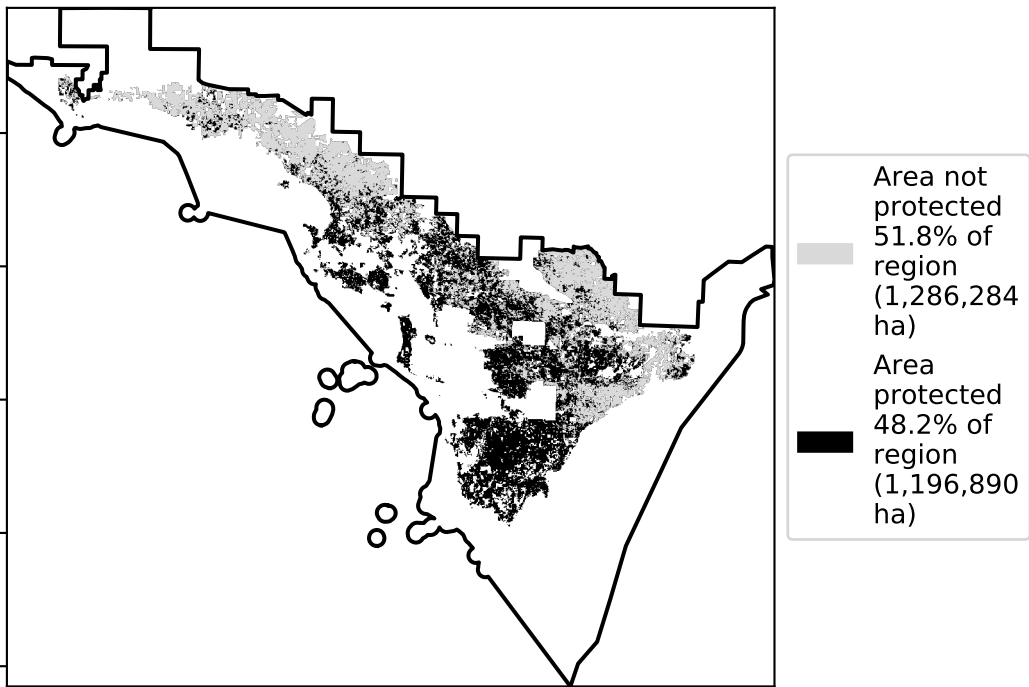 Area not
protected
51.8% of
region
(1,286,284
ha)
Area
protected
48.2% of
region
(1,196,890
ha)